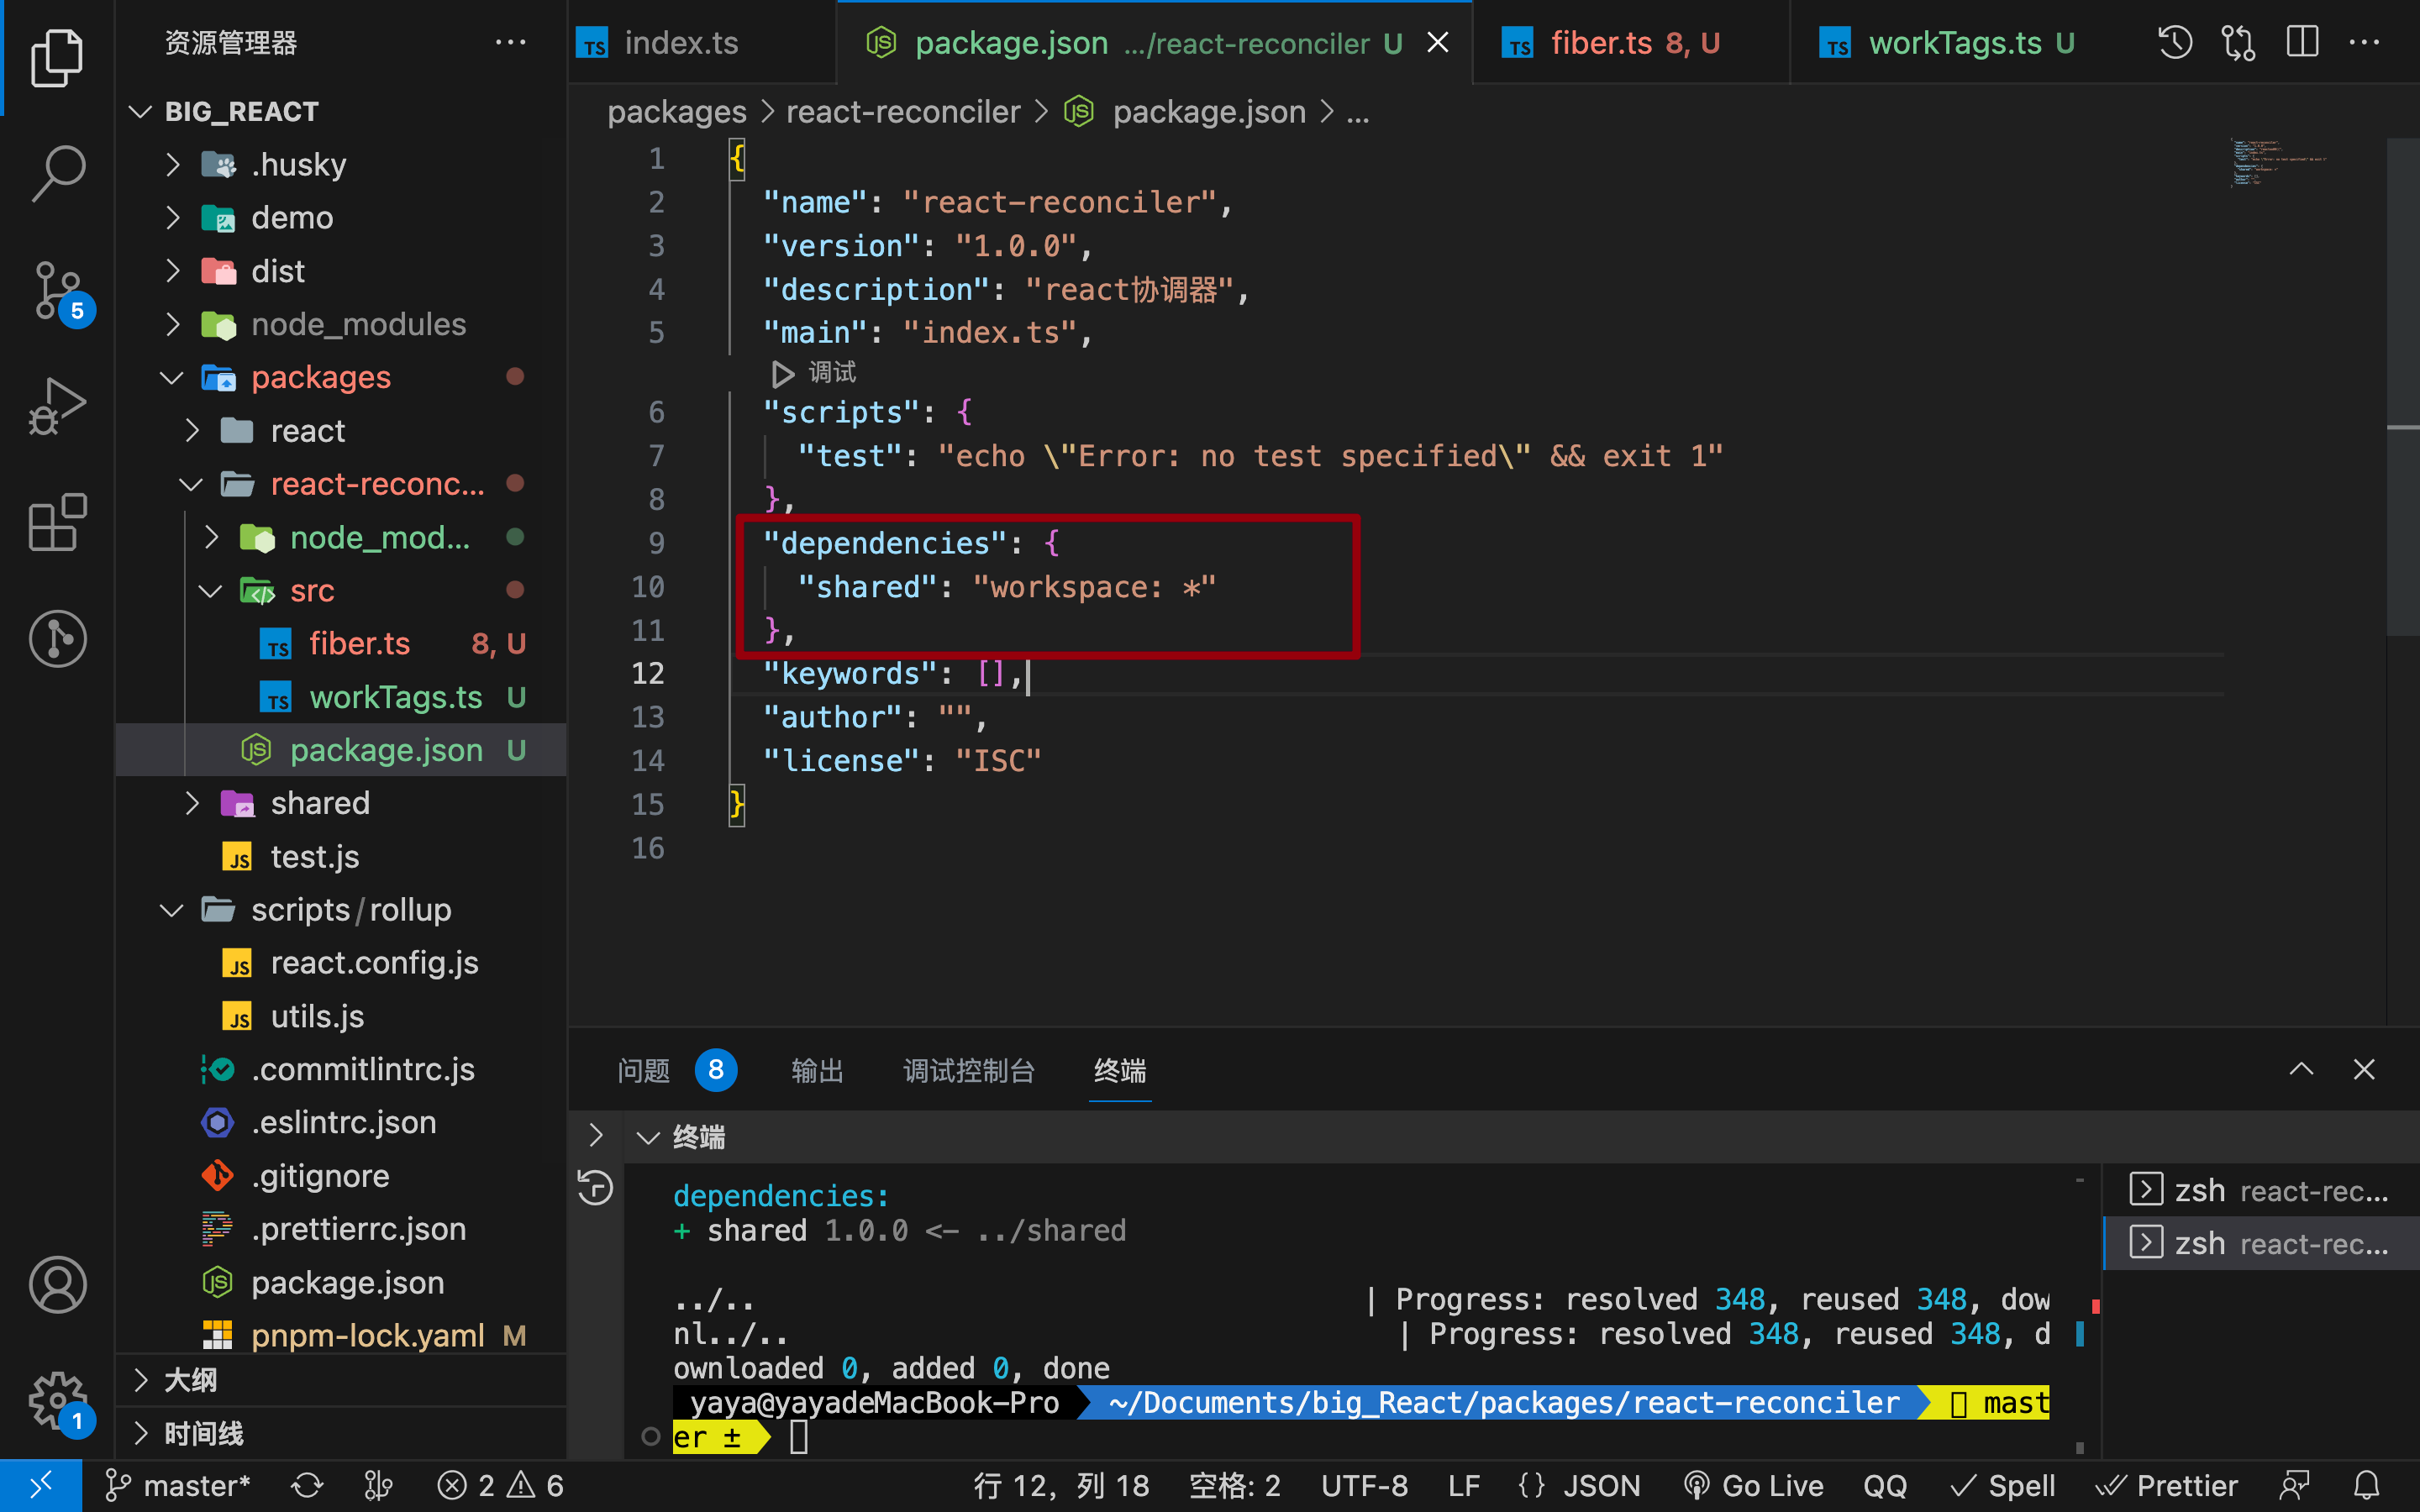 资源管理器
BIG_REACT
.husky
demo
dist
node_modules
packages
react
react-reconc...
node_mod...
src
fiber.ts 8, U
workTags.ts U
package.json U
shared
test.js
scripts/rollup
react.config.js
utils.js
.commitlintrc.js
.eslintrc.json
.gitignore
.prettierrc.json
package.json
pnpm-lock.yaml M
大纲
时间线
5
1
index.ts
package.json .../react-reconciler U
fiber.ts 8, U
workTags.ts U
packages > react-reconciler > package.json > ...
1 {
2 "name": "react-reconciler",
3 "version": "1.0.0",
4 "description": "react协调器",
5 "main": "index.ts",
调试
6 "scripts": {
7 "test": "echo \"Error: no test specified\" && exit 1"
8 },
9 "dependencies": {
10 "shared": "workspace: *"
11 },
12 "keywords": [],
13 "author": "",
14 "license": "ISC"
15 }
16
问题 8 输出 调试控制台 终端
终端
dependencies:
+ shared 1.0.0 <- ../shared
../.. | Progress: resolved 348, reused 348, dow
nl../.. | Progress: resolved 348, reused 348, d
ownloaded 0, added 0, done
yaya@yayadeMacBook-Pro ~/Documents/big_React/packages/react-reconciler mast
er ±
zsh react-rec...
zsh react-rec...
master* 2 6 行 12，列 18 空格: 2 UTF-8 LF {} JSON Go Live QQ Spell Prettier